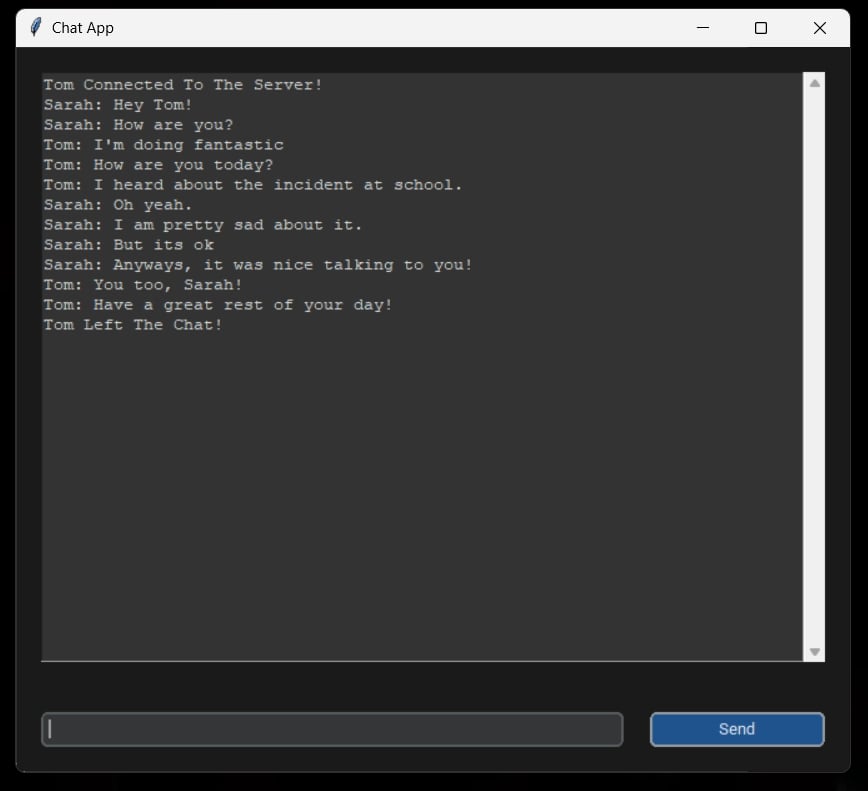 Chat App
Tom Connected To The Server!
Sarah: Hey Tom!
Sarah: How are you?
Tom: I'm doing fantastic
Tom: How are you today?
Tom: I heard about the incident at school.
Sarah: Oh yeah.
Sarah: I am pretty sad about it.
Sarah: But its ok
Sarah: Anyways, it was nice talking to you!
Tom: You too, Sarah!
Tom: Have a great rest of your day!
Tom Left The Chat!
Send